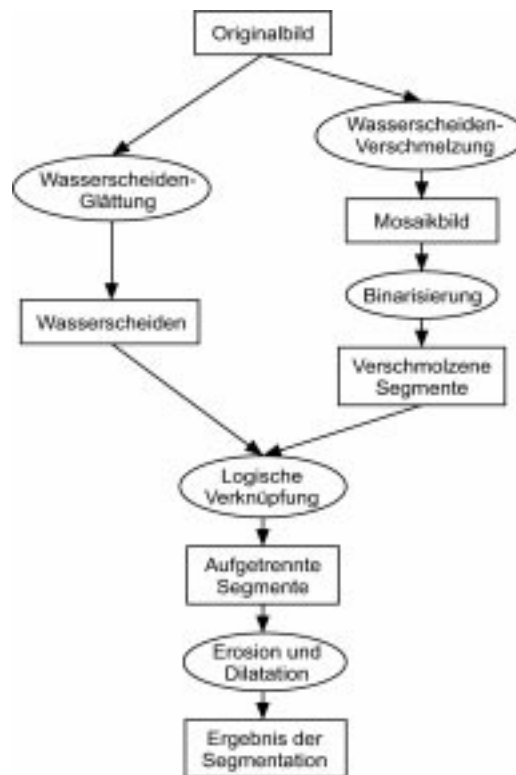 Originalbild
Wasserscheiden-
Verschmelzung
Wasserscheiden-
Glättung
Mosaikbild
Binarisierung
Wasserscheiden
Verschmolzene
Segmente
Logische
Verknüpfung
Aufgetrennte
Segmente
Erosion und
Dilatation
Ergebnis der
Segmentation